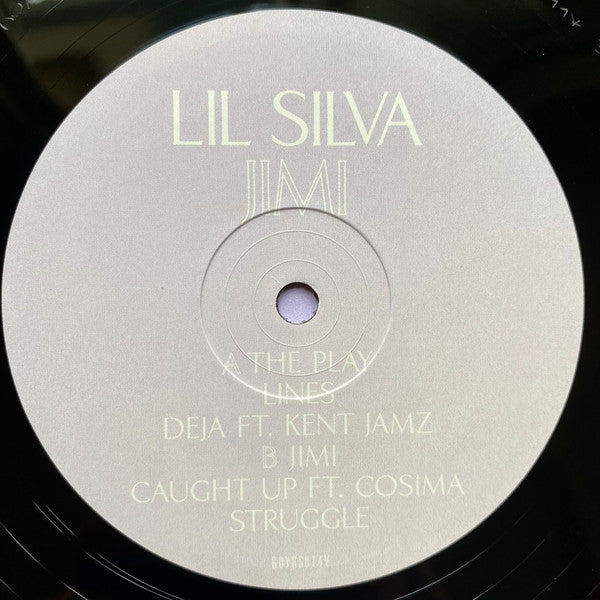 LIL SILVA
JIMI
A THE PLAY
LINES
DEJA FT. KENT JAMZ
B JIMI
CAUGHT UP FT. COSIMA
STRUGGLE